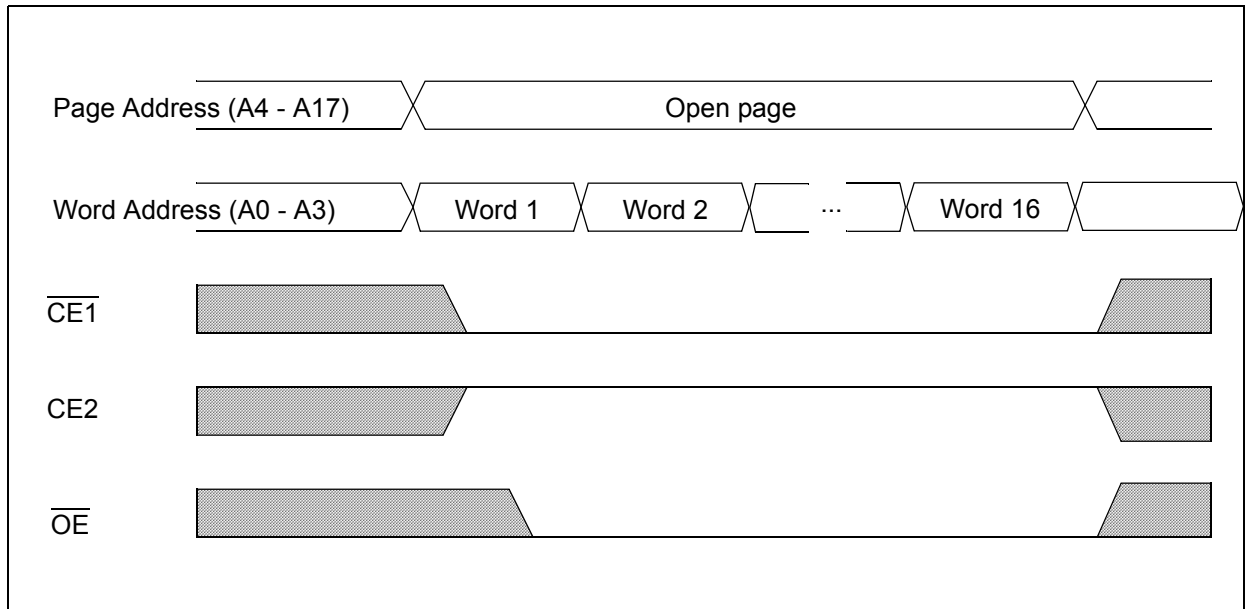 Page Address (A4 - A17)
Open page
Word Address (A0 - A3)
Word 1
Word 2
...
Word 16
CE1
CE2
OE